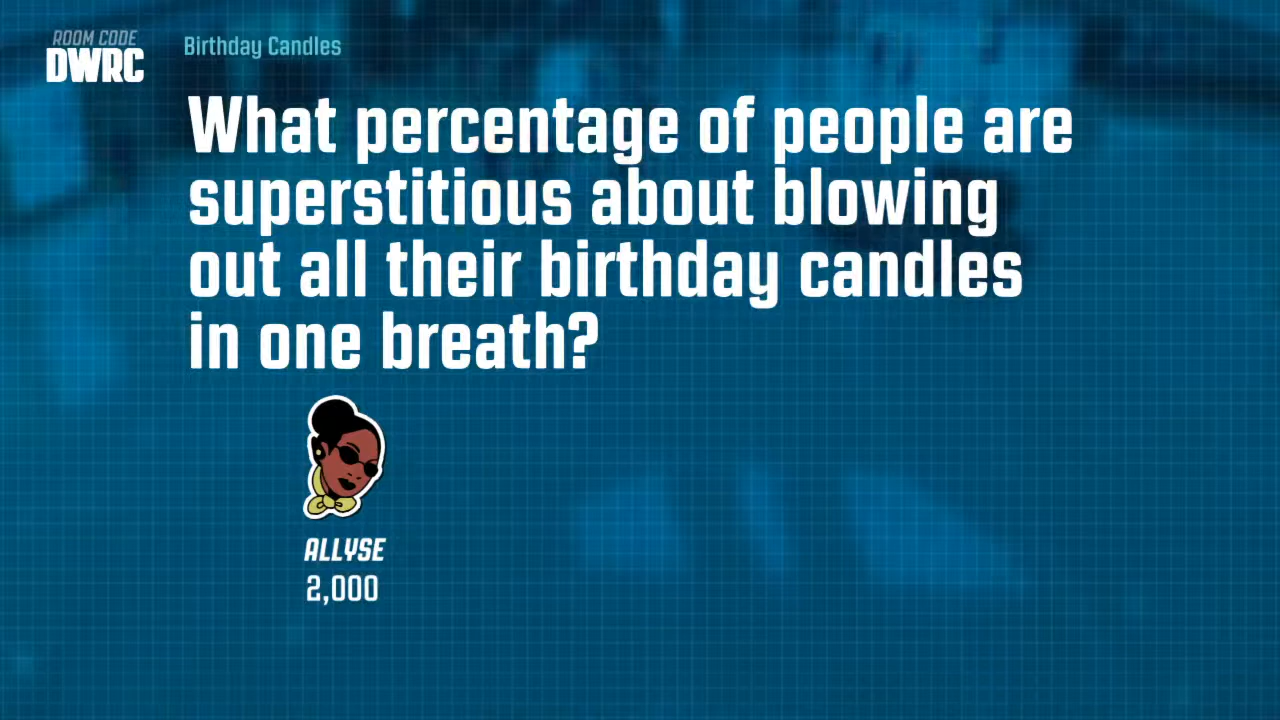 ROOM CODE
DWRC
Birthday Candles
What percentage of people are
superstitious about blowing
out all their birthday candles
in one breath?
ALLYSE
2,000